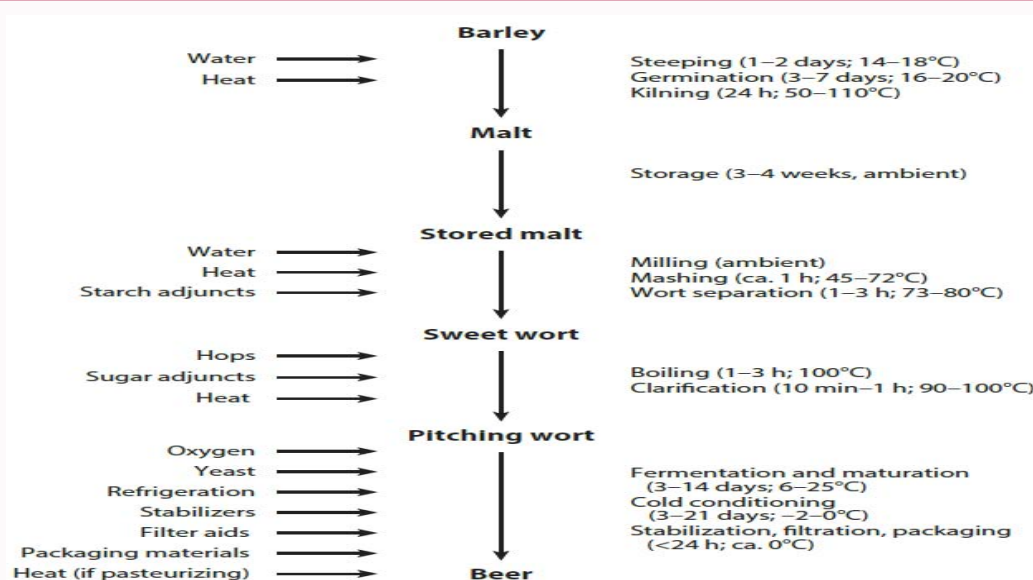 Barley
Water
Heat
Steeping (1–2 days; 14–18°C)
Germination (3–7 days; 16–20°C)
Kilning (24 h; 50–110°C)
Malt
Storage (3–4 weeks, ambient)
Stored malt
Water
Heat
Starch adjuncts
Milling (ambient)
Mashing (ca. 1 h; 45–72°C)
Wort separation (1–3 h; 73–80°C)
Sweet wort
Hops
Sugar adjuncts
Heat
Boiling (1–3 h; 100°C)
Clarification (10 min–1 h; 90–100°C)
Pitching wort
Oxygen
Yeast
Refrigeration
Stabilizers
Filter aids
Packaging materials
Heat (if pasteurizing)
Fermentation and maturation
(3–14 days; 6–25°C)
Cold conditioning
(3–21 days; –2–0°C)
Stabilization, filtration, packaging
(<24 h; ca. 0°C)
Beer